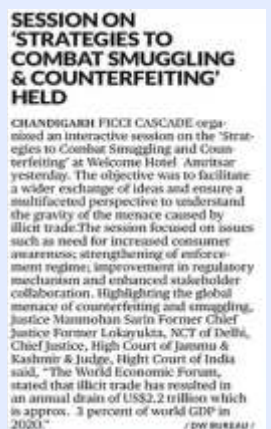 SESSION ON
‘STRATEGIES TO
COMBAT SMUGGLING
& COUNTERFEITING’
HELD
CHANDIGARH FICCI CASCADE orga-
nized an interactive session on the ‘Strat-
egies to Combat Smuggling and Coun-
terfeiting’ at Welcome Hotel Amritsar
yesterday. The objective was to facilitate
a wider exchange of ideas and ensure a
multifaceted perspective to understand
the gravity of the menace caused by
illicit trade.The session focused on issues
such as need for increased consumer
awareness; strengthening of enforce-
ment regime; improvement in regulatory
mechanism and enhanced stakeholder
collaboration. Highlighting the global
menace of counterfeiting and smuggling,
Justice Manmohan Sarin Former Chief
Justice Former Lokayukta, NCT of Delhi,
Chief Justice, High Court of Jammu &
Kashmir & Judge, Hight Court of India
said, “The World Economic Forum,
stated that illicit trade has resulted in
an annual drain of US$2.2 trillion which
is approx. 3 percent of world GDP in
2020.” / DW BUREAU /